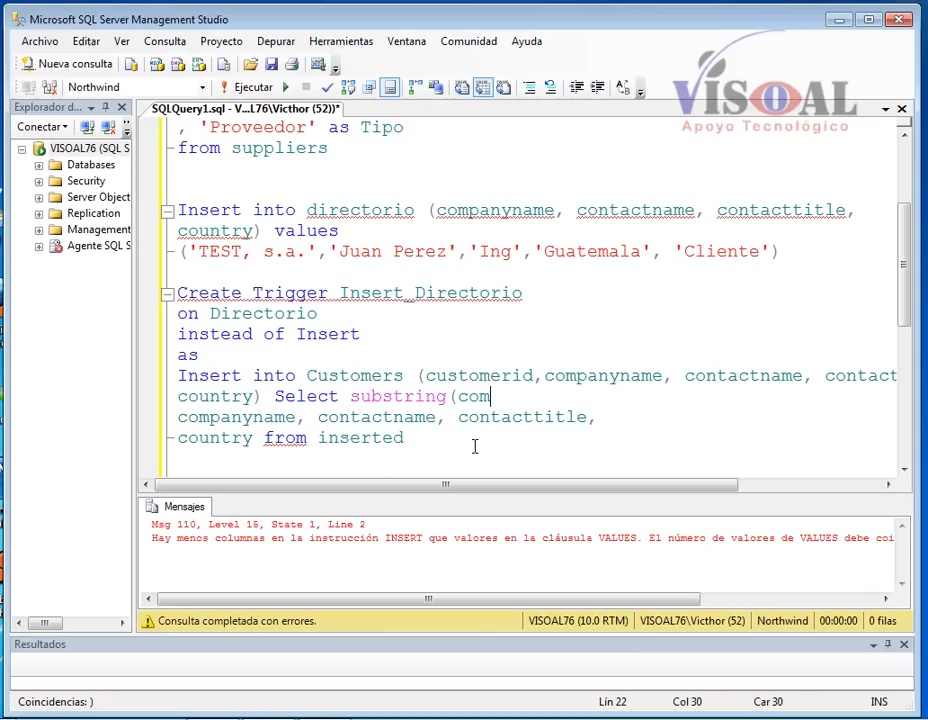 Microsoft SQL Server Management Studio
Archivo Editar Ver Consulta Proyecto Depurar Herramientas Ventana Comunidad Ayuda
Nueva consulta
Northwind Ejecutar
VISOAL
Apoyo Tecnológico
Explorador d...
SQLQuery1.sql - V...L76\Victhor (52))*
Conectar
VISOAL76 (SQL S
Databases
Security
Server Object
Replication
Management
Agente SQL S
, 'Proveedor' as Tipo
from suppliers
Insert into directorio (companyname, contactname, contacttitle,
country) values
('TEST, s.a.','Juan Perez','Ing','Guatemala', 'Cliente')
Create Trigger Insert_Directorio
on Directorio
instead of Insert
as
Insert into Customers (customerid,companyname, contactname, contact
country) Select substring(com
companyname, contactname, contacttitle,
country from inserted
Mensajes
Msg 110, Level 15, State 1, Line 2
Hay menos columnas en la instrucción INSERT que valores en la cláusula VALUES. El número de valores de VALUES debe coi
Consulta completada con errores. VISOAL76 (10.0 RTM) VISOAL76\Victhor (52) Northwind 00:00:00 0 filas
Resultados
Coincidencias: ) Lín 22 Col 30 Car 30 INS